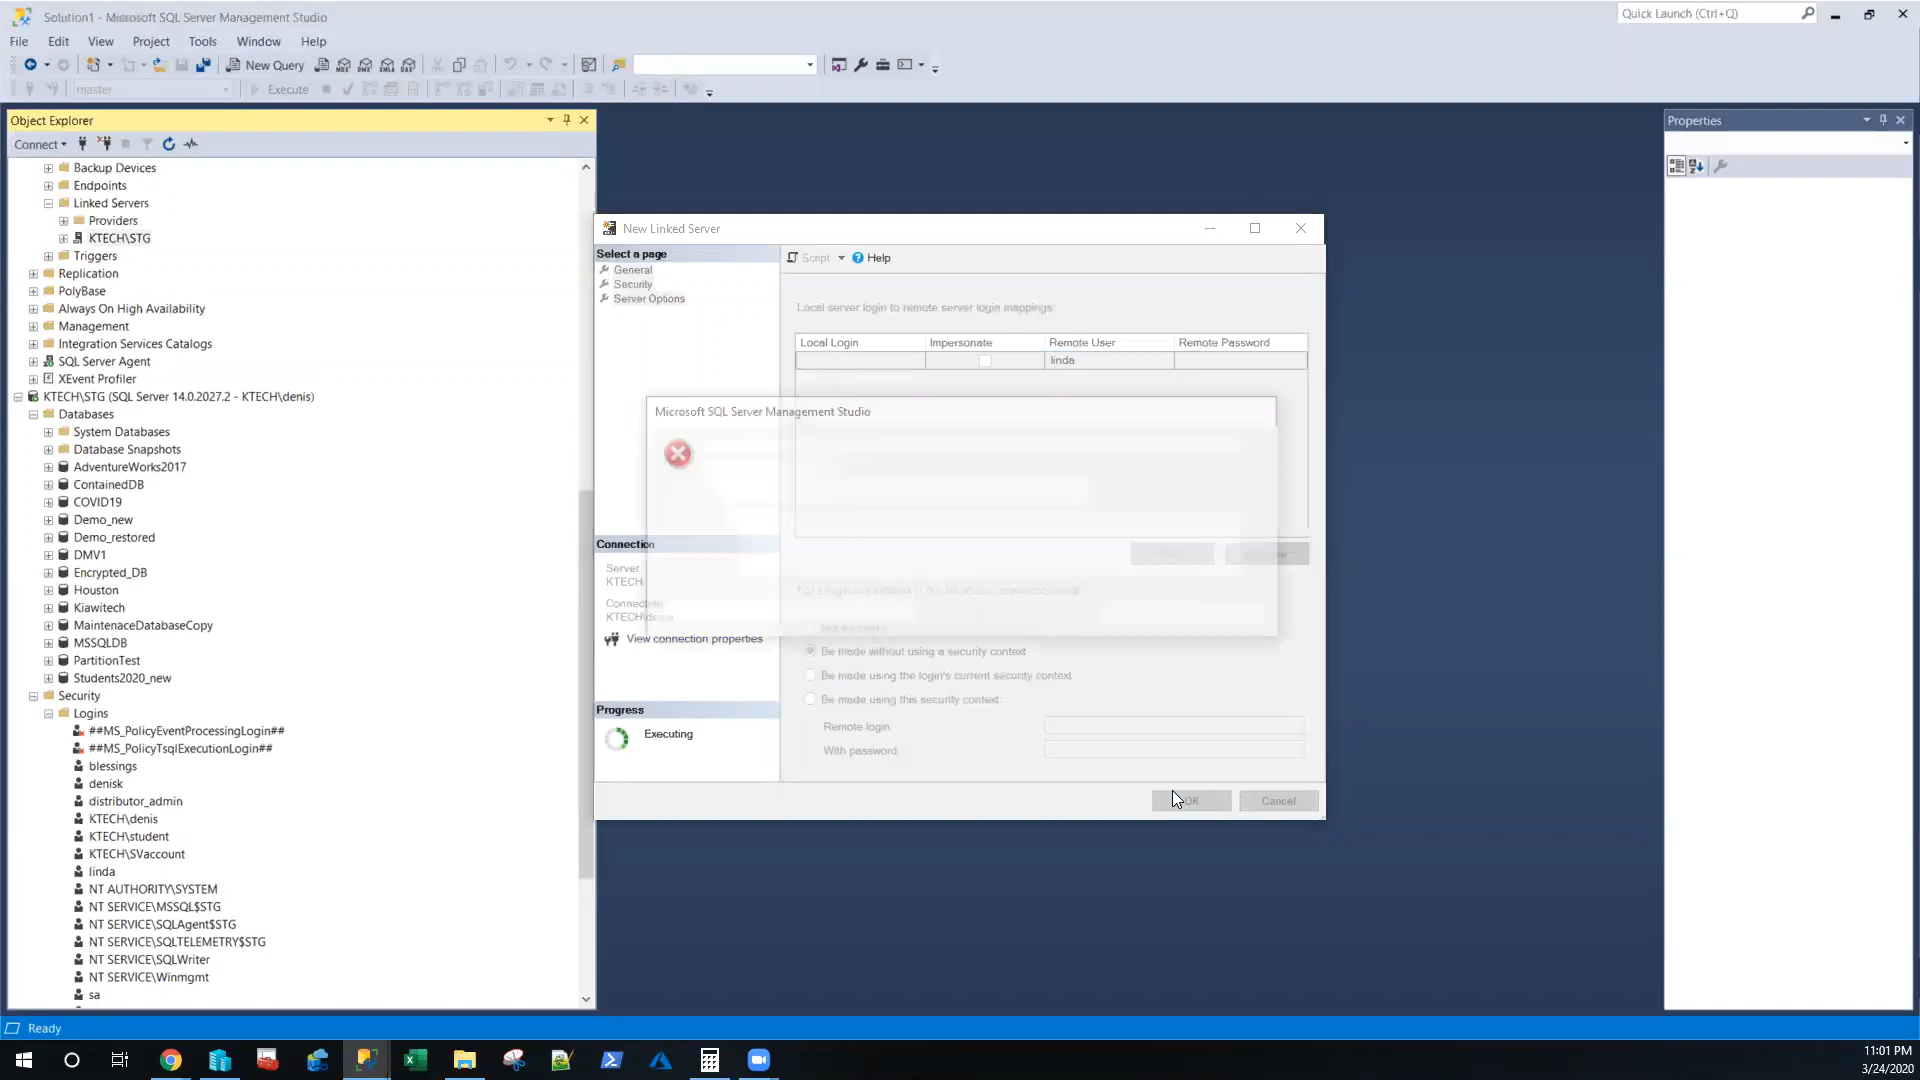 Solution1 - Microsoft SQL Server Management Studio
Quick Launch (Ctrl+Q)
File Edit View Project Tools Window Help
New Query
master
Execute
Object Explorer
Connect
Backup Devices
Endpoints
Linked Servers
Providers
KTECH\STG
Triggers
Replication
PolyBase
Always On High Availability
Management
Integration Services Catalogs
SQL Server Agent
XEvent Profiler
KTECH\STG (SQL Server 14.0.2027.2 - KTECH\denis)
Databases
System Databases
Database Snapshots
AdventureWorks2017
ContainedDB
COVID19
Demo_new
Demo_restored
DMV1
Encrypted_DB
Houston
Kiawitech
MaintenaceDatabaseCopy
MSSQLDB
PartitionTest
Students2020_new
Security
Logins
##MS_PolicyEventProcessingLogin##
##MS_PolicyTsqlExecutionLogin##
blessings
denisk
distributor_admin
KTECH\denis
KTECH\student
KTECH\SVaccount
linda
NT AUTHORITY\SYSTEM
NT SERVICE\MSSQL$STG
NT SERVICE\SQLAgent$STG
NT SERVICE\SQLTELEMETRY$STG
NT SERVICE\SQLWriter
NT SERVICE\Winmgmt
sa
New Linked Server
Select a page
General
Security
Server Options
Script Help
Local server login to remote server login mappings:
Local Login Impersonate Remote User Remote Password
linda
Microsoft SQL Server Management Studio
Connection
Server:
KTECH
Connection:
KTECH\denis
View connection properties
Be made without using a security context
Be made using the login's current security context
Be made using this security context:
Remote login:
With password:
Progress
Executing
OK
Cancel
Properties
Ready
11:01 PM
3/24/2020